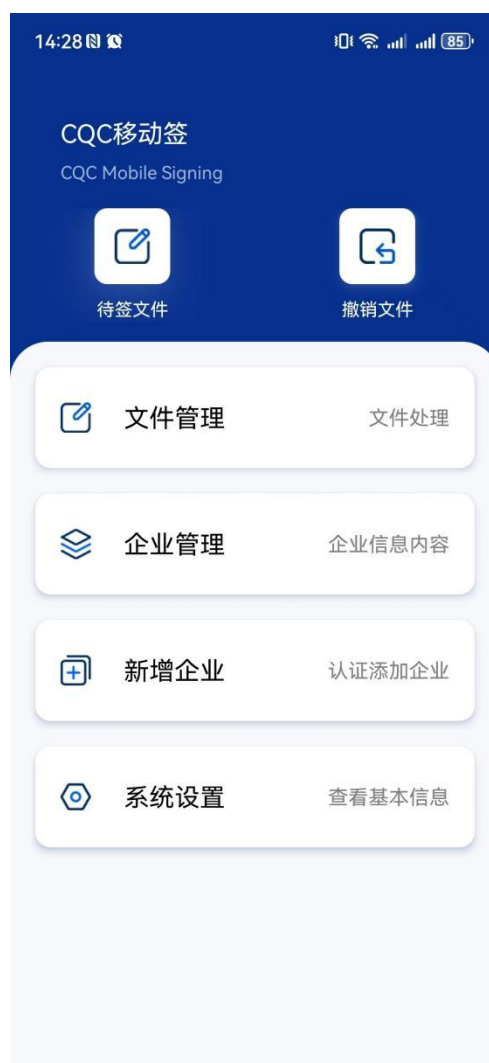 14:28
85
CQC移动签
CQC Mobile Signing
待签文件
撤销文件
文件管理
文件处理
企业管理
企业信息内容
新增企业
认证添加企业
系统设置
查看基本信息